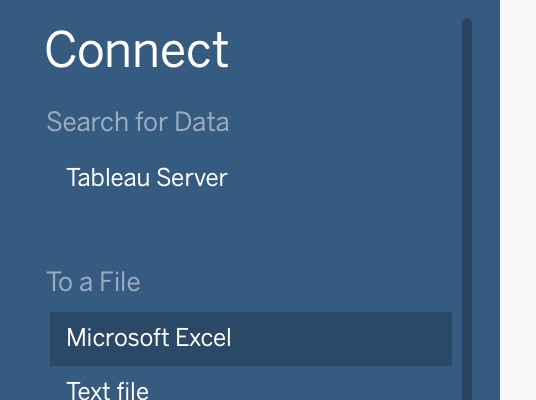 Connect
Search for Data
Tableau Server
To a File
Microsoft Excel
Text file